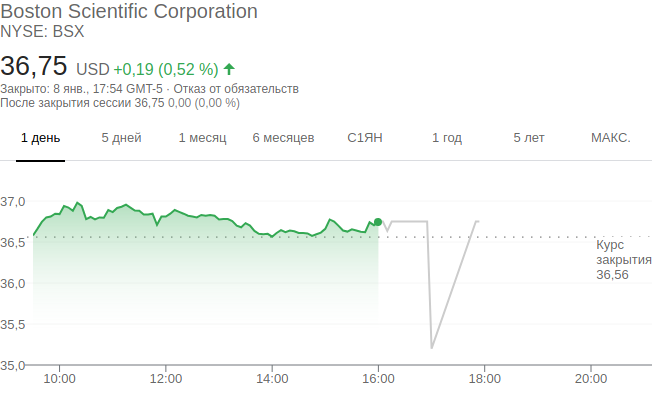 Boston Scientific Corporation
NYSE: BSX
36,75 USD +0,19 (0,52 %)
Закрыто: 8 янв., 17:54 GMT-5 · Отказ от обязательств
После закрытия сессии 36,75 0,00 (0,00 %)
1 день 5 дней 1 месяц 6 месяцев С1ЯН 1 год 5 лет МАКС.
37,0
36,5
Курс
закрытия
36,56
36,0
35,5
35,0
10:00 12:00 14:00 16:00 18:00 20:00